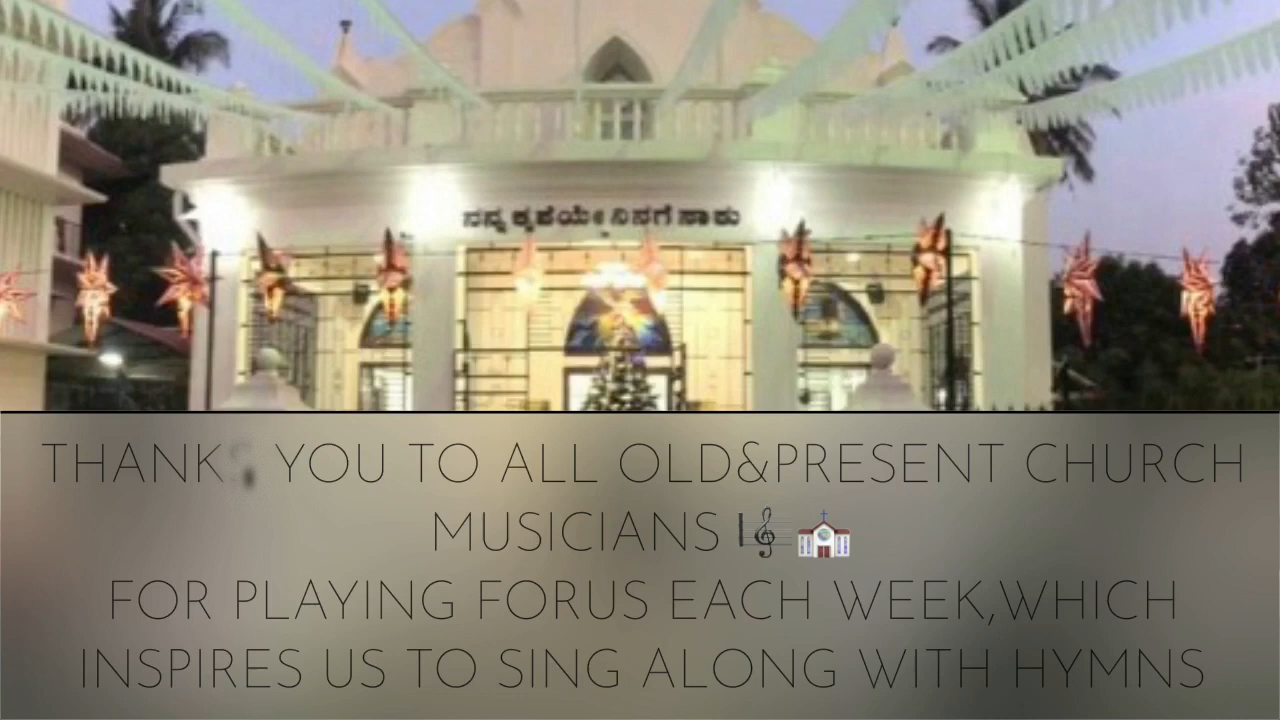 ನನ್ನ ಕೃಪೆಯೇ ನಿನಗೆ ಸಾಕು
THANK YOU TO ALL OLD&PRESENT CHURCH
MUSICIANS
FOR PLAYING FORUS EACH WEEK,WHICH
INSPIRES US TO SING ALONG WITH HYMNS